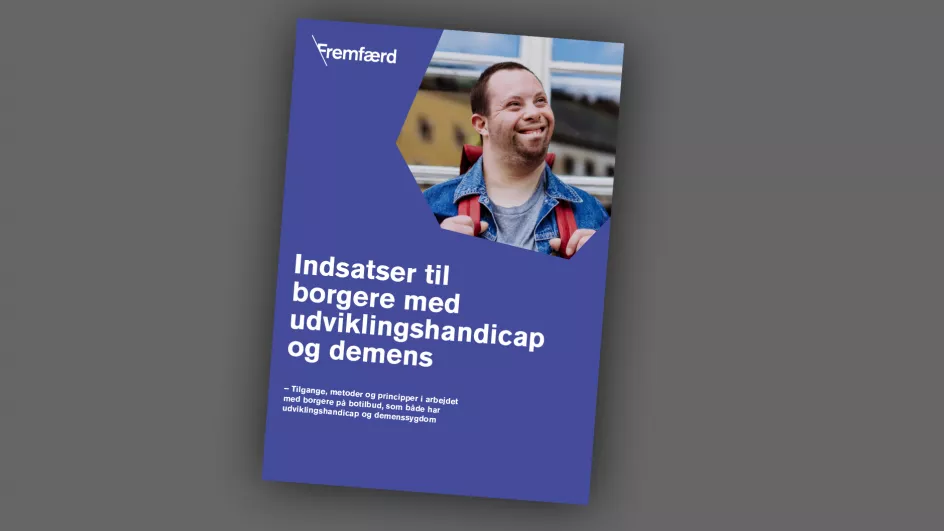 Fremfærd
Indsatser til
borgere med
udviklingshandicap
og demens
– Tilgange, metoder og principper i arbejdet
med borgere på botilbud, som både har
udviklingshandicap og demenssygdom